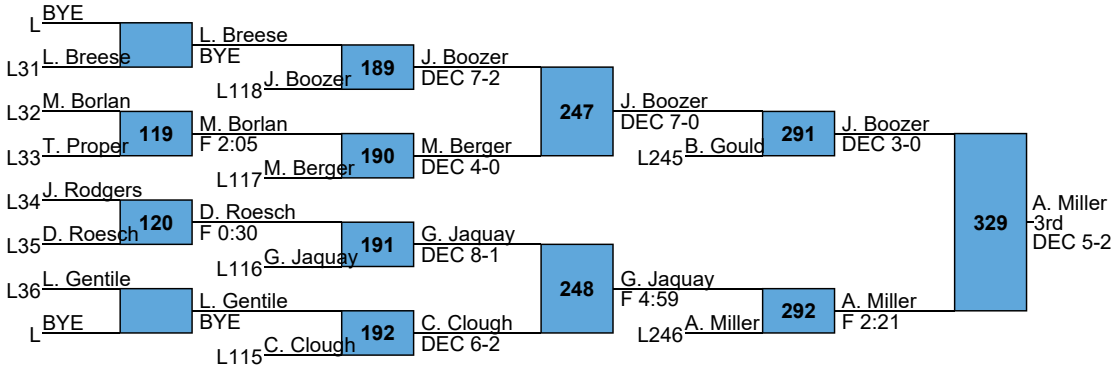 L BYE
L31 L. Breese
L. Breese
BYE
L118 J. Boozer
189
J. Boozer
DEC 7-2
L32 M. Borlan
L33 T. Proper
119
M. Borlan
F 2:05
L117 M. Berger
190
M. Berger
DEC 4-0
247
J. Boozer
DEC 7-0
L245 B. Gould
291
J. Boozer
DEC 3-0
L34 J. Rodgers
L35 D. Roesch
120
D. Roesch
F 0:30
L116 G. Jaquay
191
G. Jaquay
DEC 8-1
L36 L. Gentile
L BYE
L. Gentile
BYE
L115 C. Clough
192
C. Clough
DEC 6-2
248
G. Jaquay
F 4:59
L246 A. Miller
292
A. Miller
F 2:21
329
A. Miller
3rd
DEC 5-2